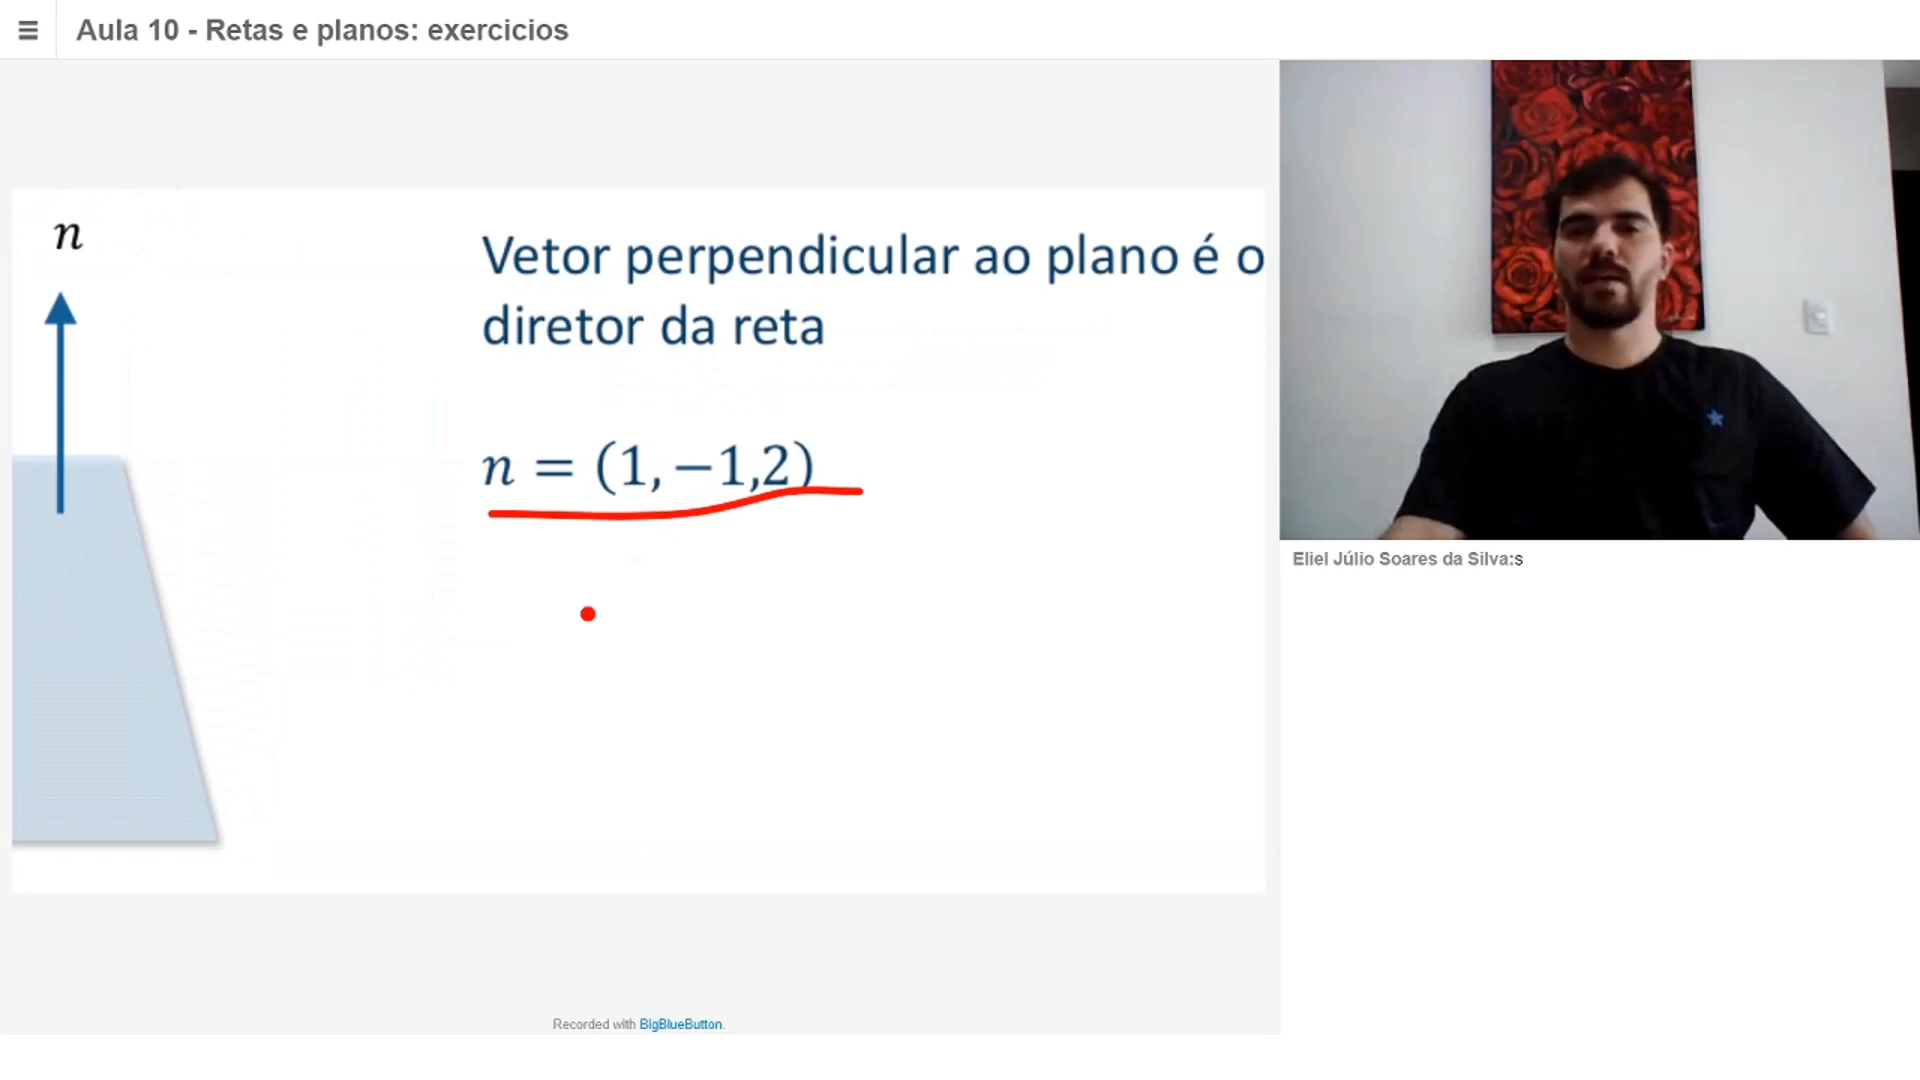 Aula 10 - Retas e planos: exercicios
n
Vetor perpendicular ao plano é o
diretor da reta
n = (1, −1,2)
Eliel Júlio Soares da Silva:s
Recorded with BigBlueButton.